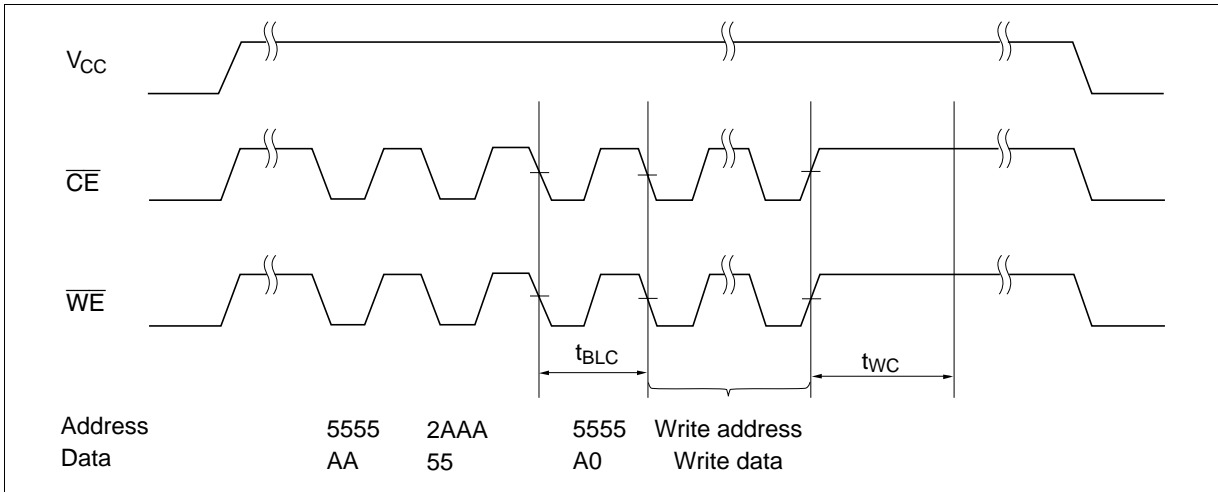 VCC
CE
WE
tBLC
tWC
Address 5555 2AAA 5555 Write address
Data AA 55 A0 Write data